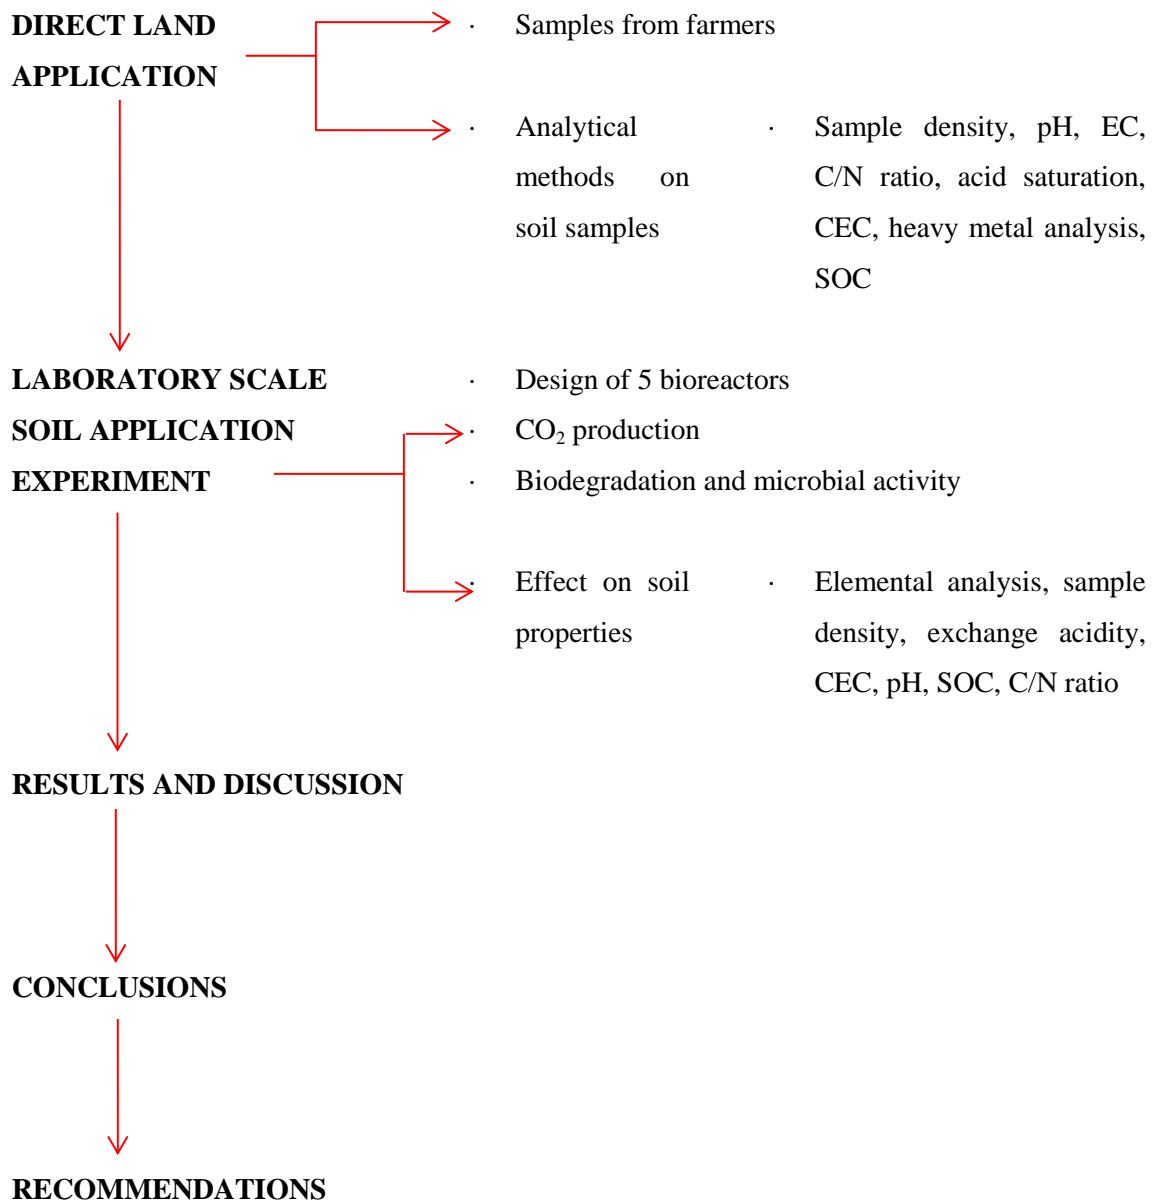 DIRECT LAND
APPLICATION
· Samples from farmers
· Analytical
methods on
soil samples
· Sample density, pH, EC,
C/N ratio, acid saturation,
CEC, heavy metal analysis,
SOC
LABORATORY SCALE
SOIL APPLICATION
EXPERIMENT
· Design of 5 bioreactors
· CO₂ production
· Biodegradation and microbial activity
· Effect on soil
properties
· Elemental analysis, sample
density, exchange acidity,
CEC, pH, SOC, C/N ratio
RESULTS AND DISCUSSION
CONCLUSIONS
RECOMMENDATIONS